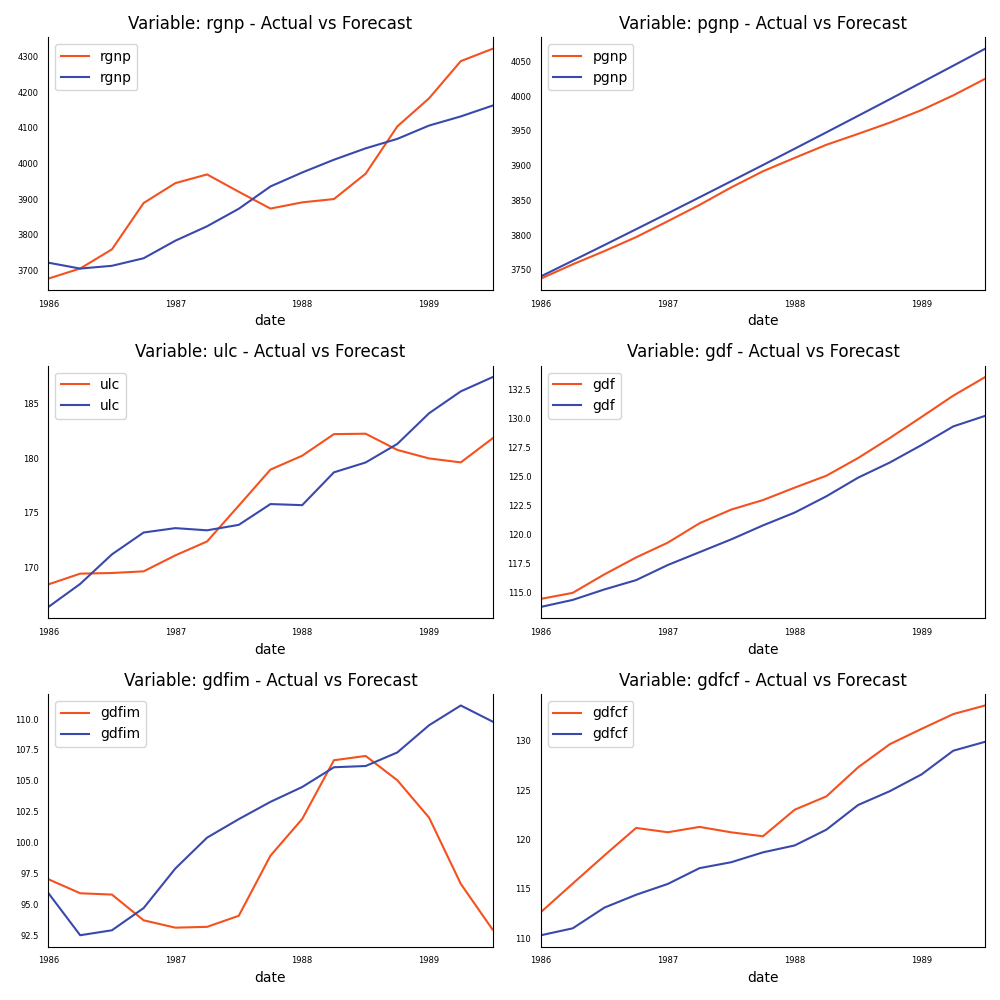 Variable: rgnp - Actual vs Forecast
rgnp
rgnp
4300
4200
4100
4000
3900
3800
3700
1986 1987 1988 1989
date
Variable: pgnp - Actual vs Forecast
pgnp
pgnp
4050
4000
3950
3900
3850
3800
3750
1986 1987 1988 1989
date
Variable: ulc - Actual vs Forecast
ulc
ulc
185
180
175
170
1986 1987 1988 1989
date
Variable: gdf - Actual vs Forecast
gdf
gdf
132.5
130.0
127.5
125.0
122.5
120.0
117.5
115.0
1986 1987 1988 1989
date
Variable: gdfim - Actual vs Forecast
gdfim
gdfim
110.0
107.5
105.0
102.5
100.0
97.5
95.0
92.5
1986 1987 1988 1989
date
Variable: gdfcf - Actual vs Forecast
gdfcf
gdfcf
130
125
120
115
110
1986 1987 1988 1989
date